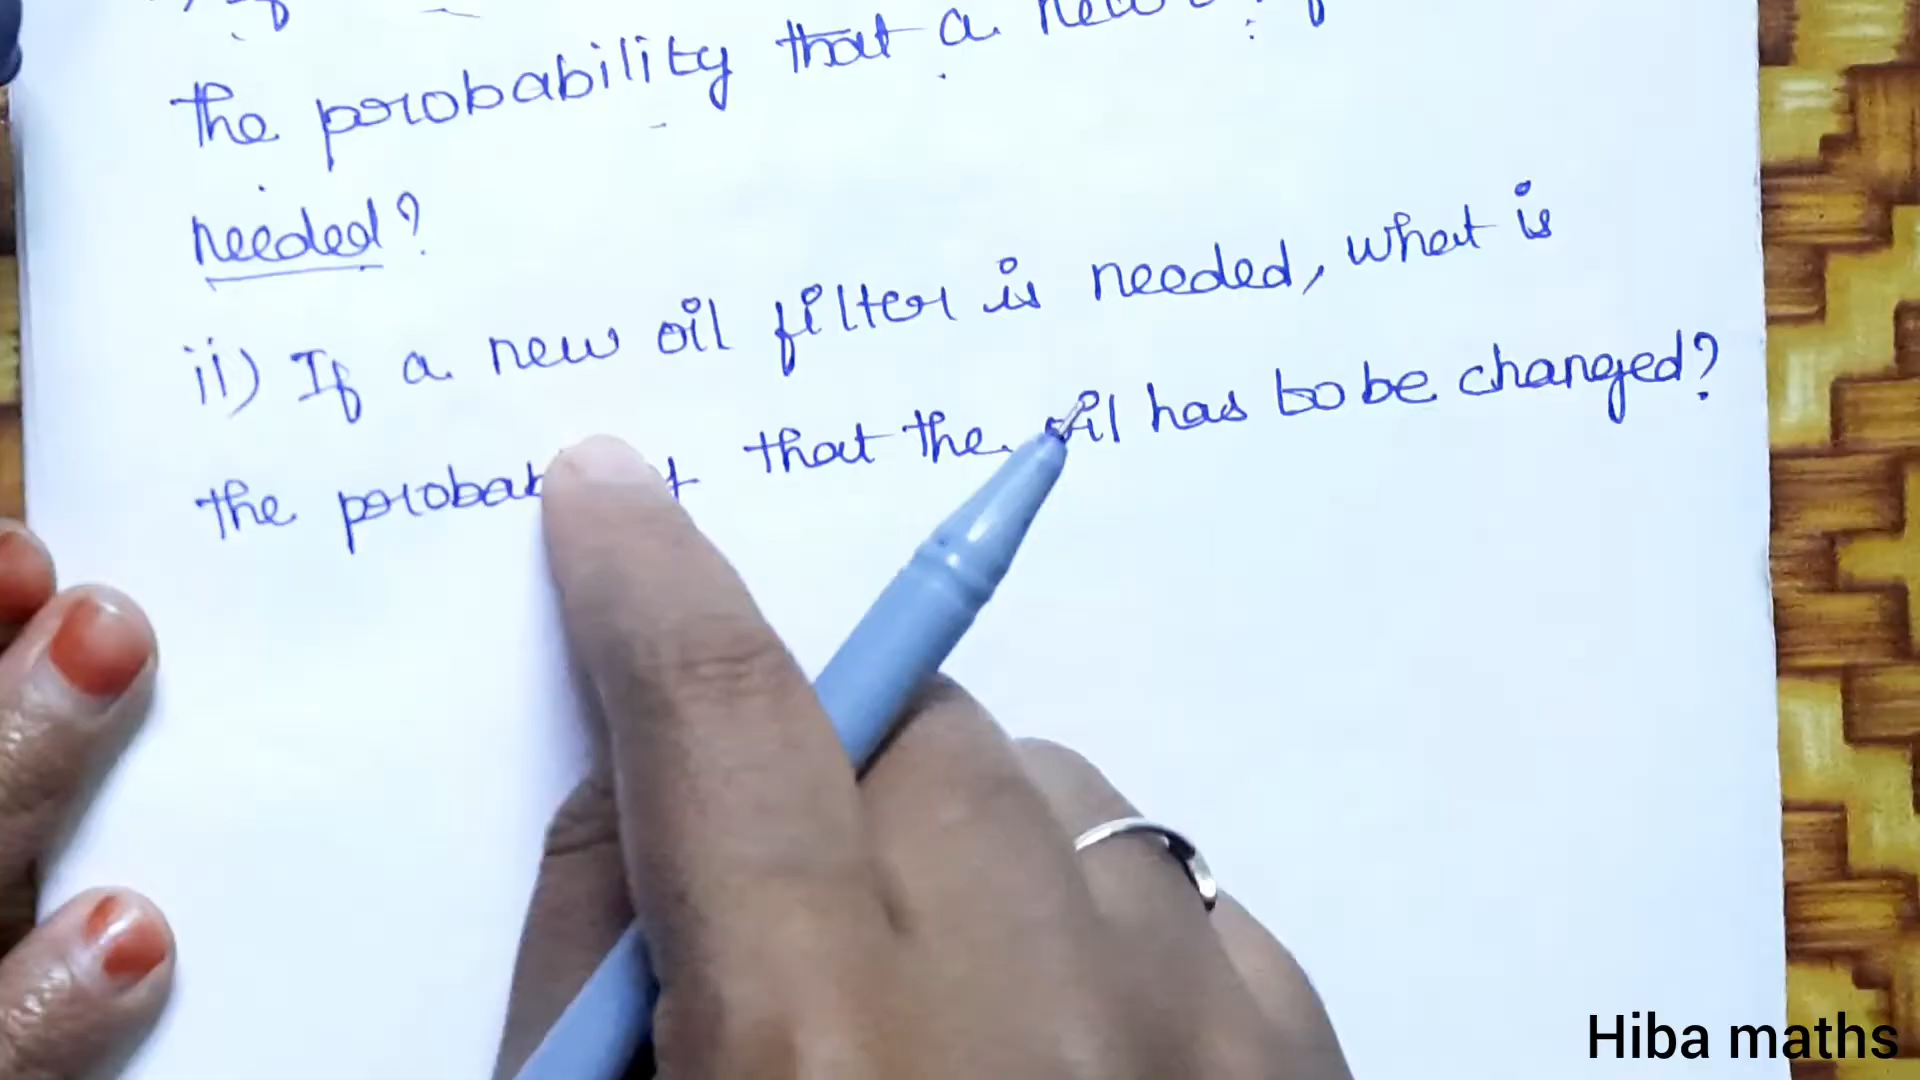 the probability that a new
needed?
ii) If a new oil filter is needed, what is
the that the oil has to be changed?
Hiba maths